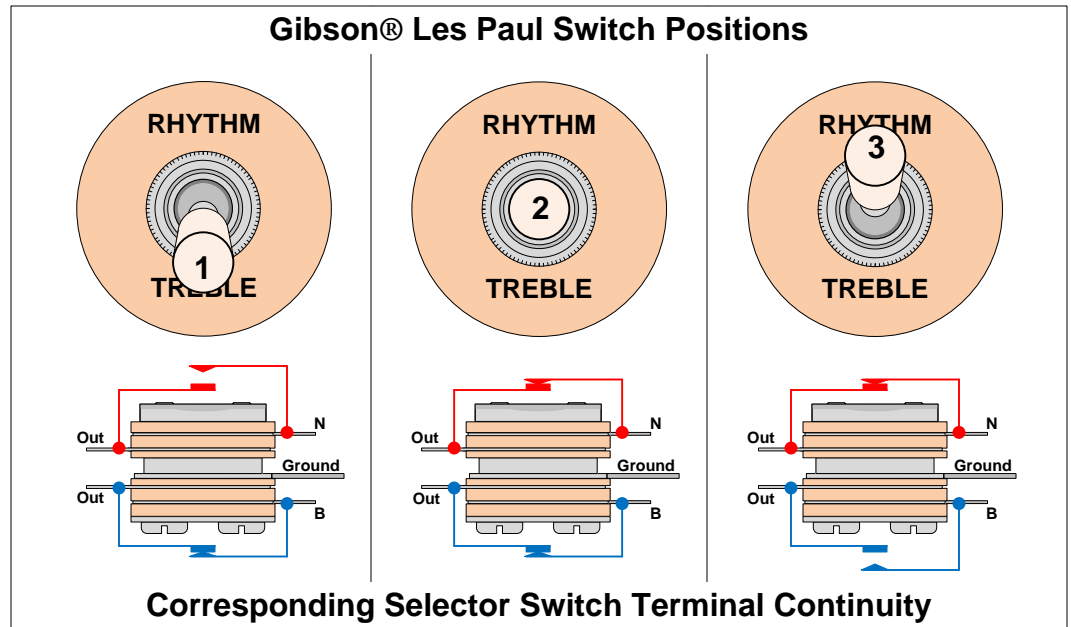 Gibson® Les Paul Switch Positions
RHYTHM
1
TREBLE
RHYTHM
2
TREBLE
RHYTHM
3
TREBLE
N
Out
Ground
Out
B
N
Out
Ground
Out
B
N
Out
Ground
Out
B
Corresponding Selector Switch Terminal Continuity